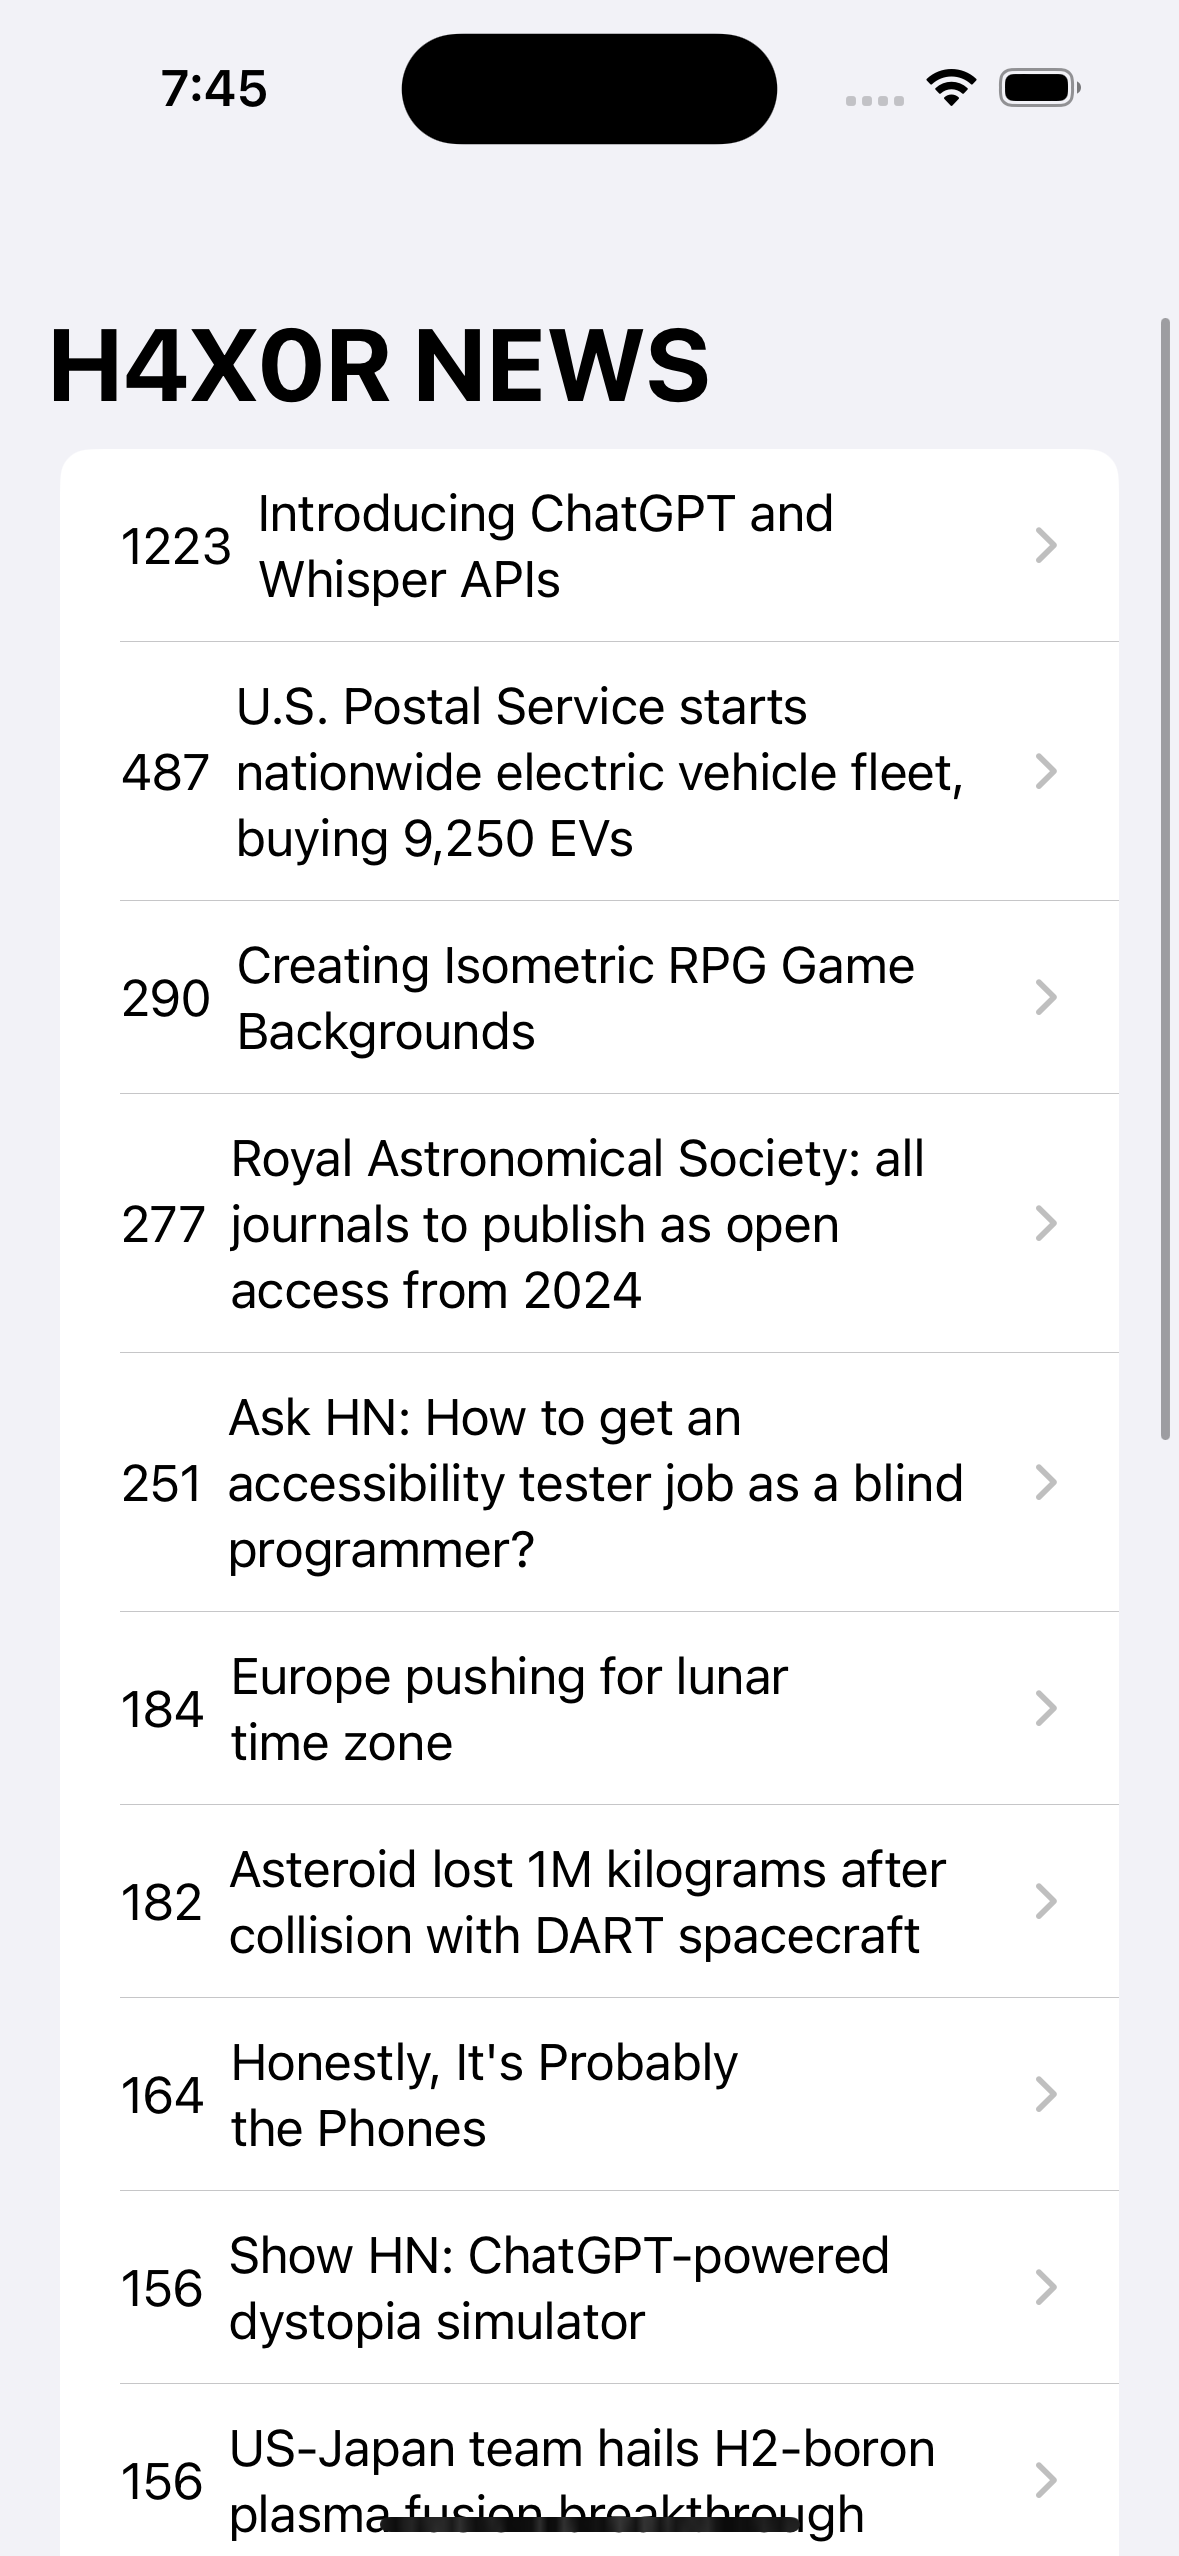 7:45
H4X0R NEWS
1223
Introducing ChatGPT and
Whisper APIs
487
U.S. Postal Service starts
nationwide electric vehicle fleet,
buying 9,250 EVs
290
Creating Isometric RPG Game
Backgrounds
277
Royal Astronomical Society: all
journals to publish as open
access from 2024
251
Ask HN: How to get an
accessibility tester job as a blind
programmer?
184
Europe pushing for lunar
time zone
182
Asteroid lost 1M kilograms after
collision with DART spacecraft
164
Honestly, It's Probably
the Phones
156
Show HN: ChatGPT-powered
dystopia simulator
156
US-Japan team hails H2-boron
plasma fusion breakthrough